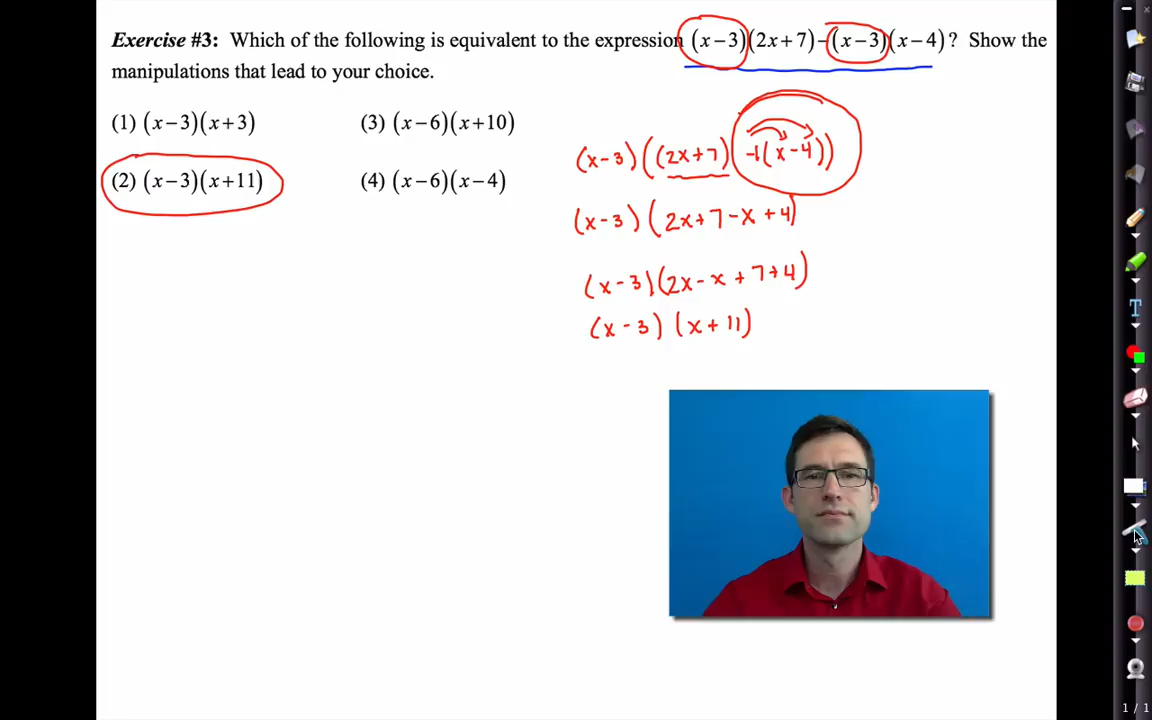 Exercise #3: Which of the following is equivalent to the expression (x−3)(2x+7)−(x−3)(x−4)? Show the
manipulations that lead to your choice.
(1) (x−3)(x+3)
(3) (x−6)(x+10)
(2) (x−3)(x+11)
(4) (x−6)(x−4)
(x-3)((2x+7) -1(x-4))
(x-3)(2x+7-x+4)
(x-3)(2x-x+7+4)
(x-3)(x+11)
T
1 / 1